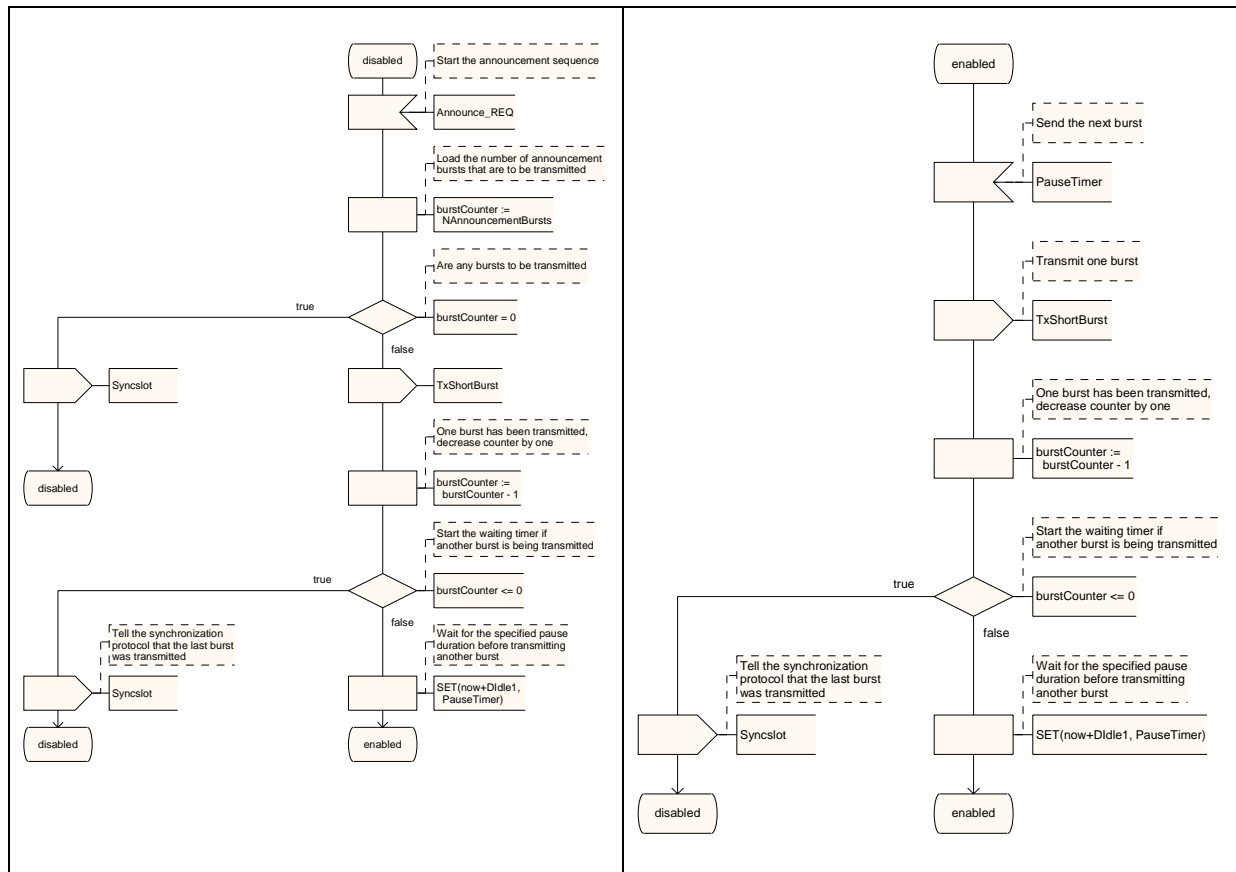 disabled
Start the announcement sequence
Announce_REQ
Load the number of announcement
bursts that are to be transmitted
burstCounter :=
NAnnouncementBursts
Are any bursts to be transmitted
true
burstCounter = 0
false
Syncslot
TxShortBurst
One burst has been transmitted,
decrease counter by one
disabled
burstCounter :=
burstCounter - 1
Start the waiting timer if
another burst is being transmitted
true
burstCounter <= 0
false
Tell the synchronization
protocol that the last burst
was transmitted
Wait for the specified pause
duration before transmitting
another burst
Syncslot
SET(now+DIdle1,
PauseTimer)
disabled
enabled
enabled
Send the next burst
PauseTimer
Transmit one burst
TxShortBurst
One burst has been transmitted,
decrease counter by one
burstCounter :=
burstCounter - 1
Start the waiting timer if
another burst is being transmitted
true
burstCounter <= 0
false
Tell the synchronization
protocol that the last burst
was transmitted
Wait for the specified pause
duration before transmitting
another burst
Syncslot
SET(now+DIdle1, PauseTimer)
disabled
enabled